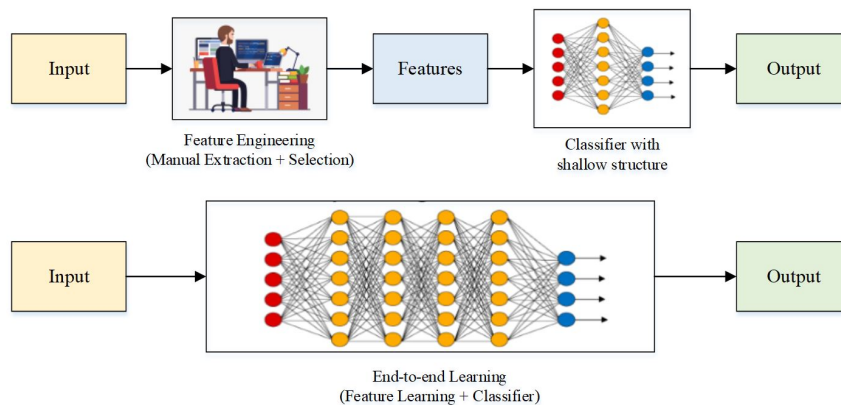 Input
Features
Output
Feature Engineering
(Manual Extraction + Selection)
Classifier with
shallow structure
Input
Output
End-to-end Learning
(Feature Learning + Classifier)